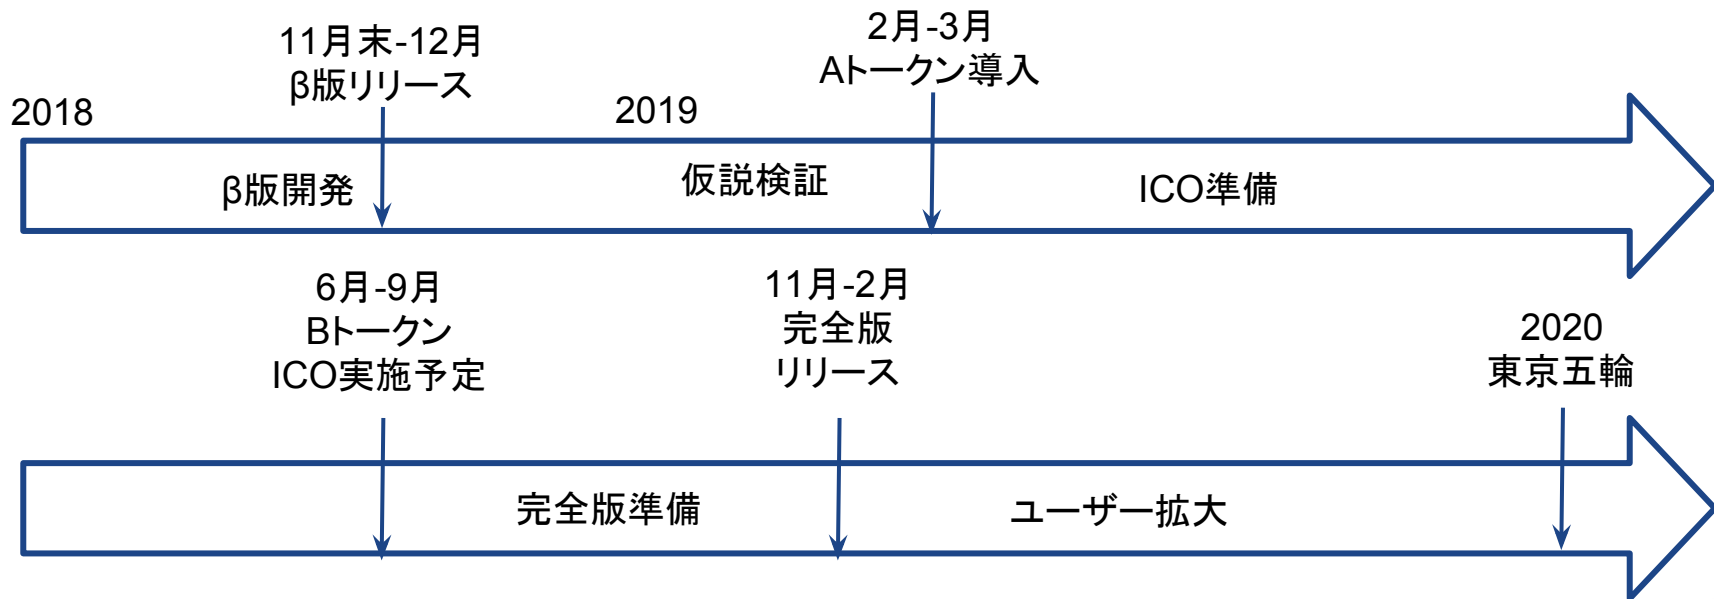 2018
11月末-12月
β版リリース
2019
2月-3月
Aトークン導入
β版開発
仮説検証
ICO準備
6月-9月
Bトークン
ICO実施予定
11月-2月
完全版
リリース
2020
東京五輪
完全版準備
ユーザー拡大